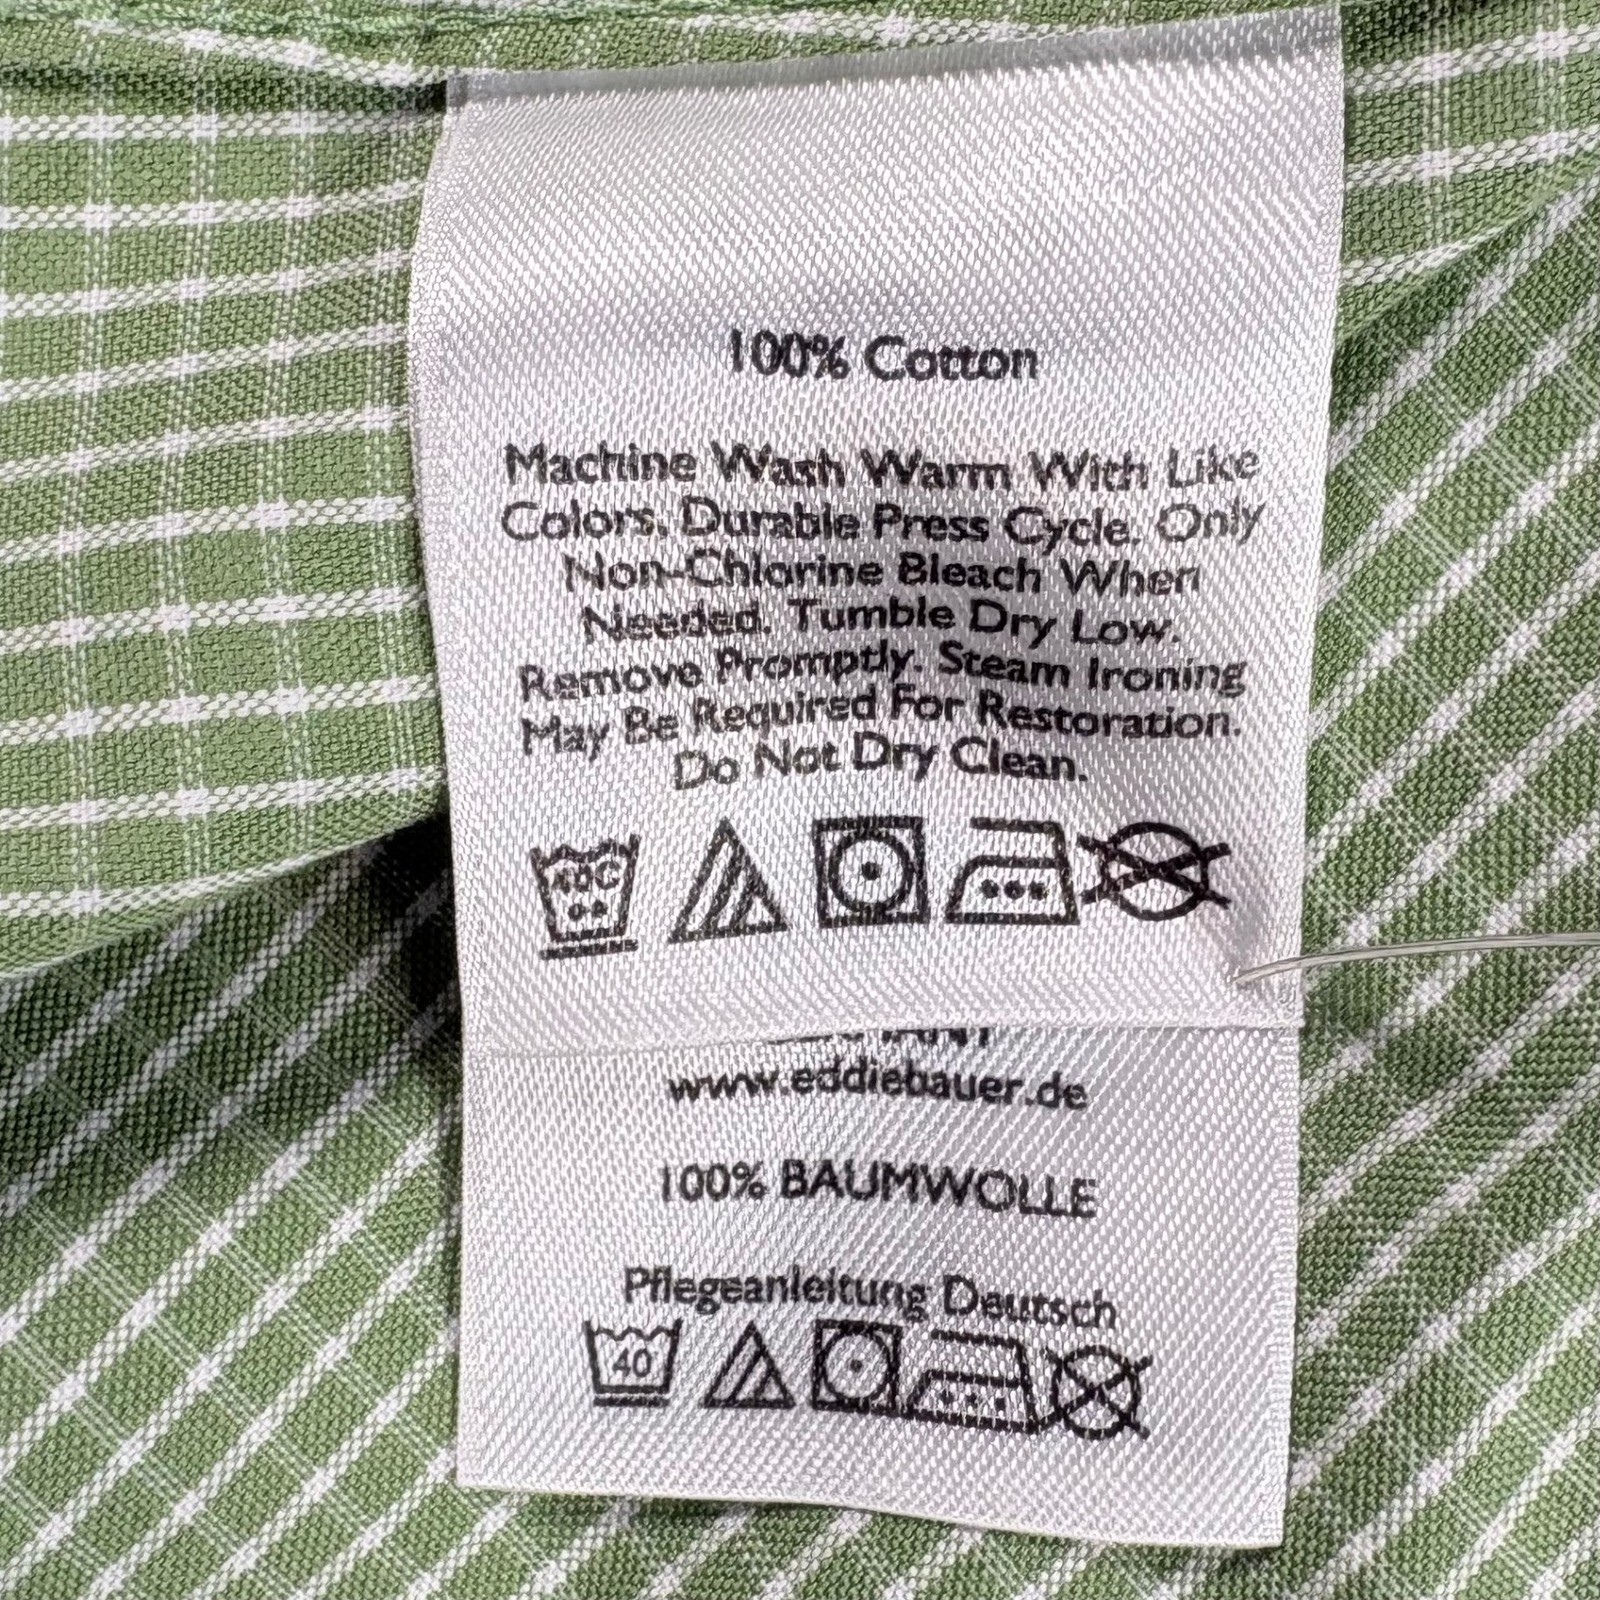 100% Cotton
Machine Wash Warm With Like
Colors. Durable Press Cycle. Only
Non-Chlorine Bleach When
Needed. Tumble Dry Low.
Remove Promptly. Steam Ironing
May Be Required For Restoration.
Do Not Dry Clean.
40C
www.eddiebauer.de
100% BAUMWOLLE
Pflegeanleitung Deutsch
40